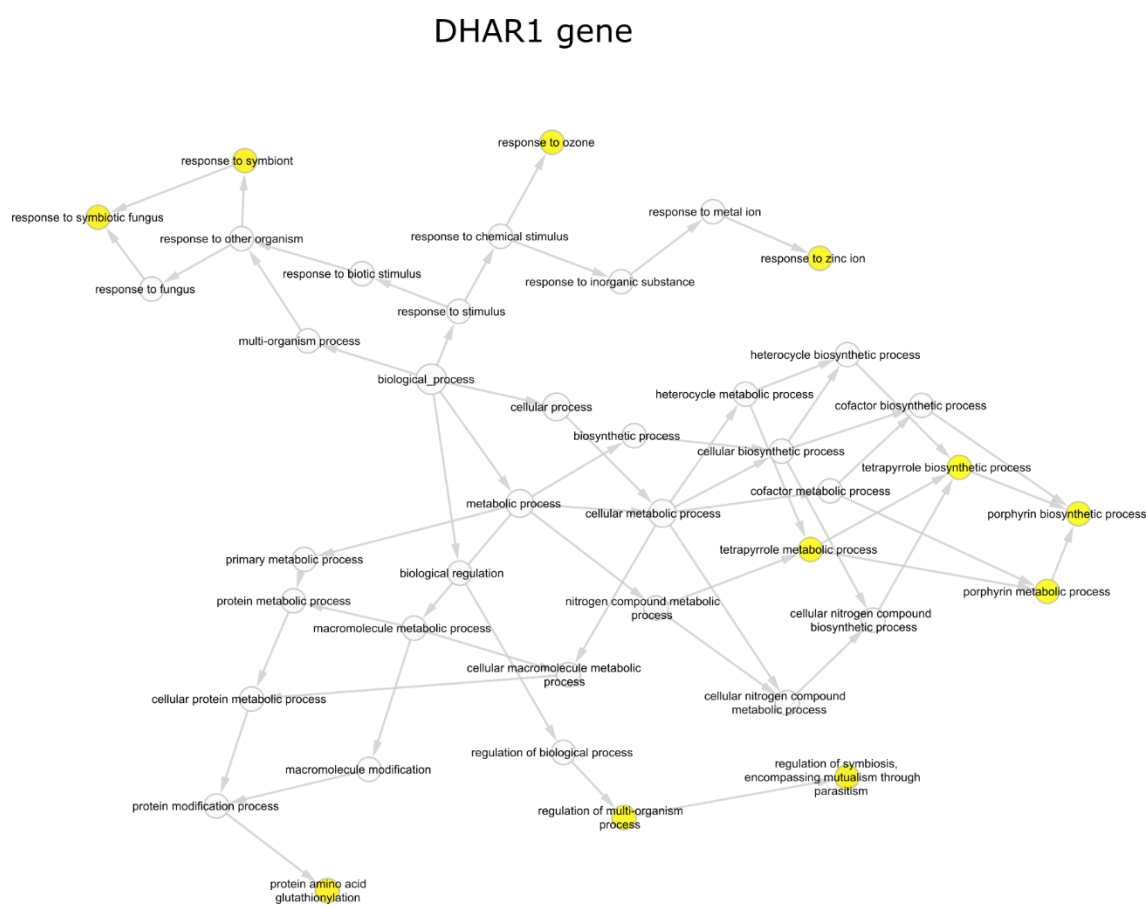 DHAR1 gene
response to ozone
response to symbiont
response to metal ion
response to symbiotic fungus
response to other organism
response to chemical stimulus
response to zinc ion
response to biotic stimulus
response to inorganic substance
response to fungus
response to stimulus
multi-organism process
heterocycle biosynthetic process
biological_process
heterocycle metabolic process
cellular process
cofactor biosynthetic process
biosynthetic process
cellular biosynthetic process
tetrapyrrole biosynthetic process
cofactor metabolic process
metabolic process
cellular metabolic process
porphyrin biosynthetic process
tetrapyrrole metabolic process
primary metabolic process
biological regulation
porphyrin metabolic process
protein metabolic process
nitrogen compound metabolic
process
cellular nitrogen compound
biosynthetic process
macromolecule metabolic process
cellular macromolecule metabolic
process
cellular protein metabolic process
cellular nitrogen compound
metabolic process
regulation of biological process
macromolecule modification
regulation of symbiosis,
encompassing mutualism through
parasitism
protein modification process
regulation of multi-organism
process
protein amino acid
glutathionylation